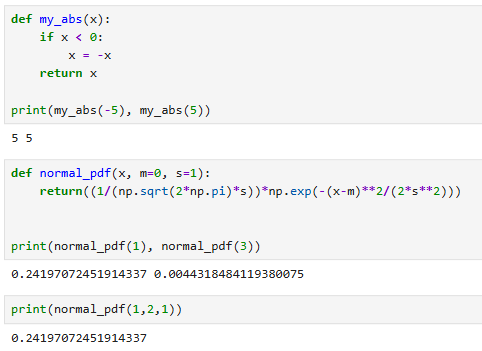 def my_abs(x):
    if x < 0:
        x = -x
    return x
print(my_abs(-5), my_abs(5))
5 5
def normal_pdf(x, m=0, s=1):
    return((1/(np.sqrt(2*np.pi)*s))*np.exp(-(x-m)**2/(2*s**2)))
print(normal_pdf(1), normal_pdf(3))
0.24197072451914337 0.0044318484119380075
print(normal_pdf(1,2,1))
0.24197072451914337